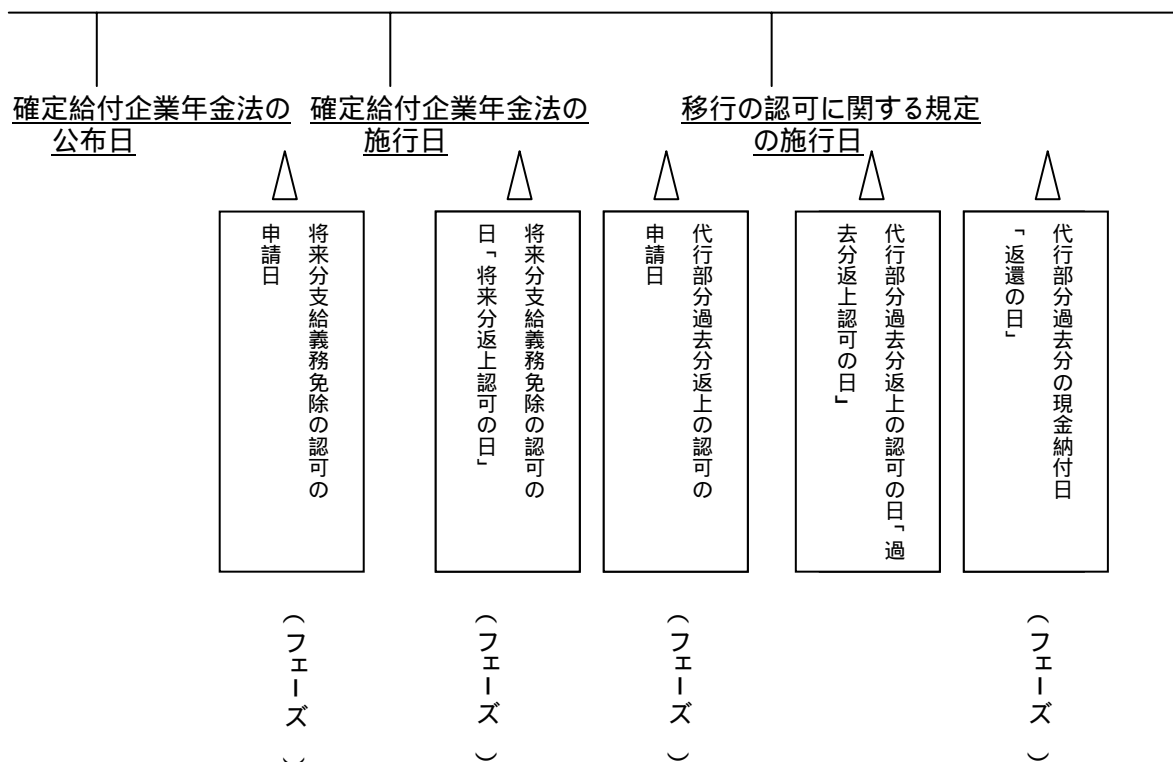 確定給付企業年金法の
公布日
確定給付企業年金法の
施行日
移行の認可に関する規定
の施行日
将来分支給義務免除の認可の
申請日
将来分支給義務免除の認可の
日「将来分返上認可の日」
代行部分過去分返上の認可の
申請日
代行部分過去分返上の認可の日「過
去分返上認可の日」
代行部分過去分の現金納付日
「返還の日」
（フェーズ　）
（フェーズ　）
（フェーズ　）
（フェーズ　）